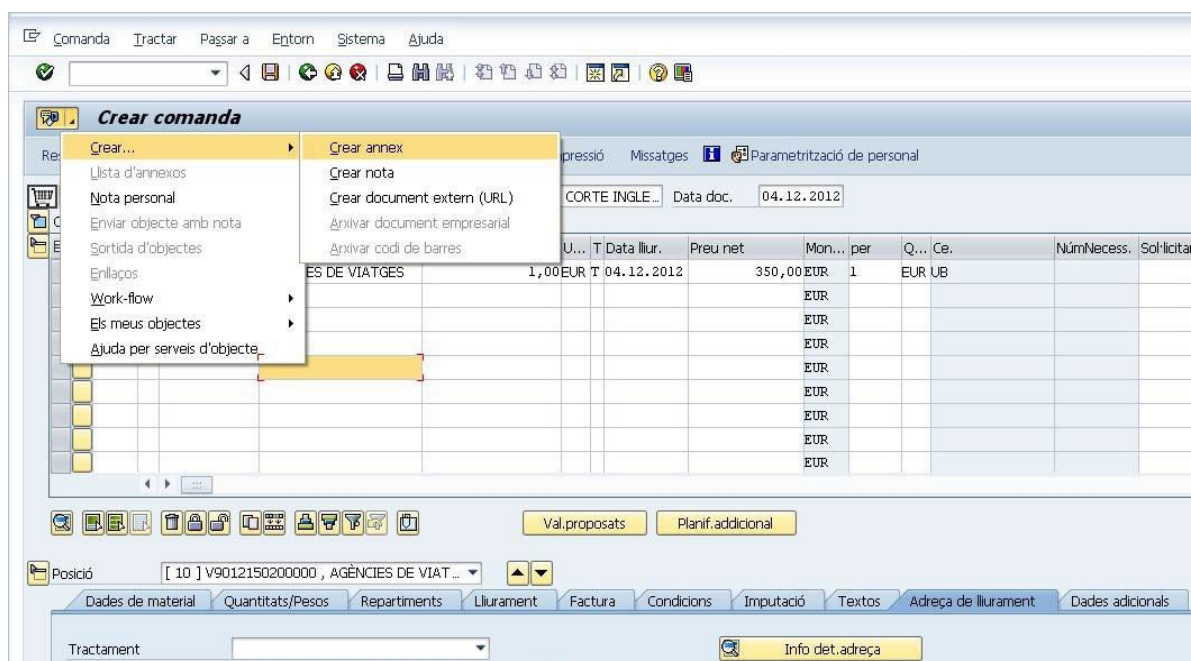 Comanda Tractar Passar a Entorn Sistema Ajuda
Crear comanda
Crear...
Llista d'annexos
Nota personal
Enviar objecte amb nota
Sortida d'objectes
Enllaços
Work-flow
Els meus objectes
Ajuda per serveis d'objecte
Crear annex
Crear nota
Crear document extern (URL)
Arxivar document empresarial
Arxivar codi de barres
Missatges Parametrització de personal
CORTE INGLE... Data doc. 04.12.2012
U... T Data lliur. Preu net Mon... per Q... Ce. NúmNecess. Sol·licitan
ES DE VIATGES 1,00 EUR T 04.12.2012 350,00 EUR 1 EUR UB
EUR
EUR
EUR
EUR
EUR
EUR
EUR
EUR
Val.proposats Planif.addicional
Posició [ 10 ] V9012150200000 , AGÈNCIES DE VIAT...
Dades de material Quantitats/Pesos Repartiments Lliurament Factura Condicions Imputació Textos Adreça de lliurament Dades adicionals
Tractament Info det.adreça